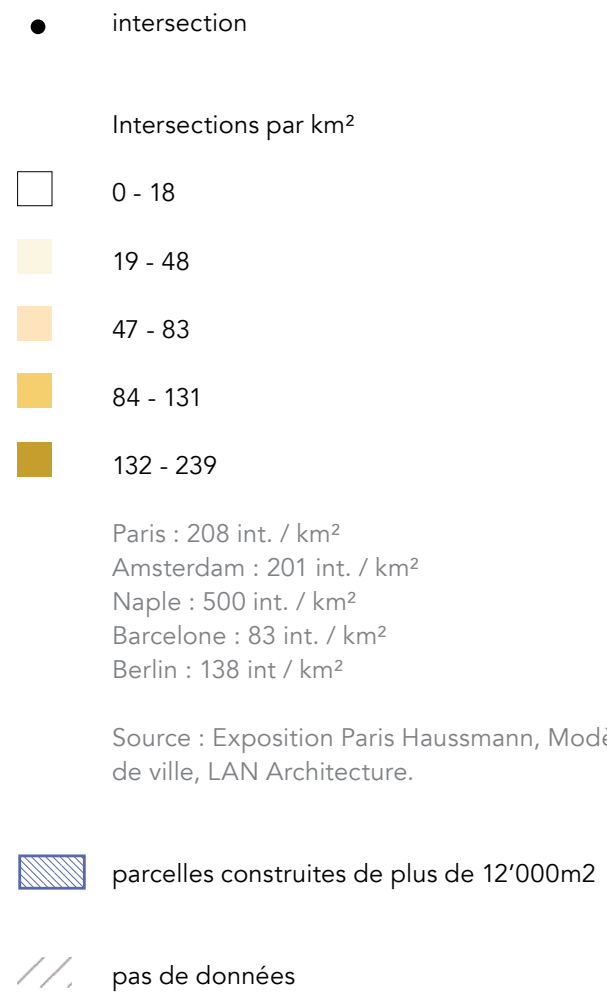 intersection
Intersections par km²
0 - 18
19 - 48
47 - 83
84 - 131
132 - 239
Paris : 208 int. / km²
Amsterdam : 201 int. / km²
Naple : 500 int. / km²
Barcelone : 83 int. / km²
Berlin : 138 int / km²
Source : Exposition Paris Haussmann,
de ville, LAN Architecture.
parcelles construites de plus de 12’000m2
pas de données